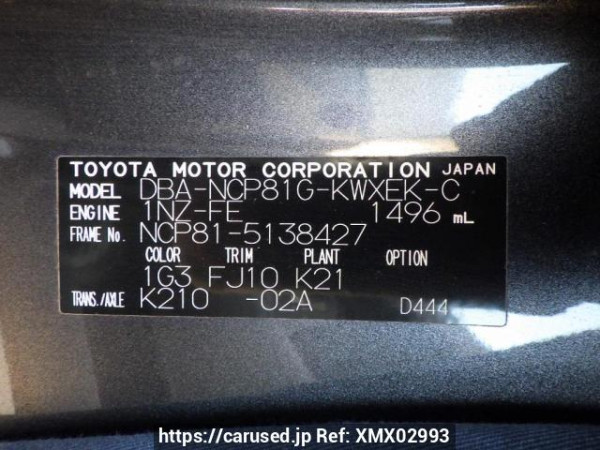 TOYOTA MOTOR CORPORATION JAPAN
MODEL DBA-NCP81G-KWXEK-C
ENGINE 1NZ-FE 1496 mL
FRAME No. NCP81-5138427
COLOR TRIM PLANT OPTION
1G3 FJ10 K21
TRANS./AXLE K210 -02A D444
https://carused.jp Ref: XMX02993